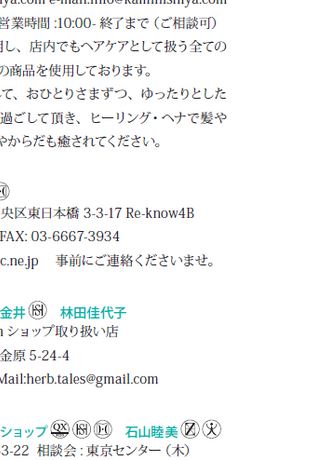 ya.com e-mail:info@kamininsiya.com
営業時間 :10:00- 終了まで（ご相談可）
用し、店内でもヘアケアとして扱う全ての
の商品を使用しております。
て、おひとりさまずつ、ゆったりとした
過ごして頂き、ヒーリング・ヘナで髪や
やからだも癒されてください。
央区東日本橋 3-3-17 Re-know4B
FAX: 03-6667-3934
c.ne.jp 事前にご連絡くださいませ。
金井 林田佳代子
ショップ取り扱い店
金原 5-24-4
Mail:herb.tales@gmail.com
ショップ QX 石山睦美 Z
3-22 相談会 : 東京センター（木）